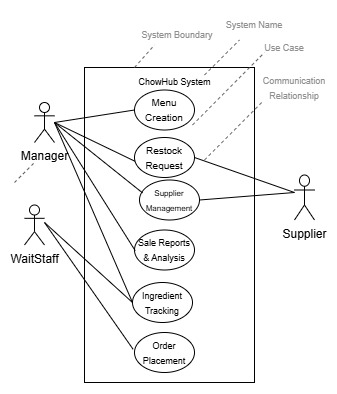 System Name
System Boundary
Use Case
ChowHub System
Communication
Relationship
Menu
Creation
Manager
Restock
Request
Supplier
Management
Supplier
WaitStaff
Sale Reports
& Analysis
Ingredient
Tracking
Order
Placement